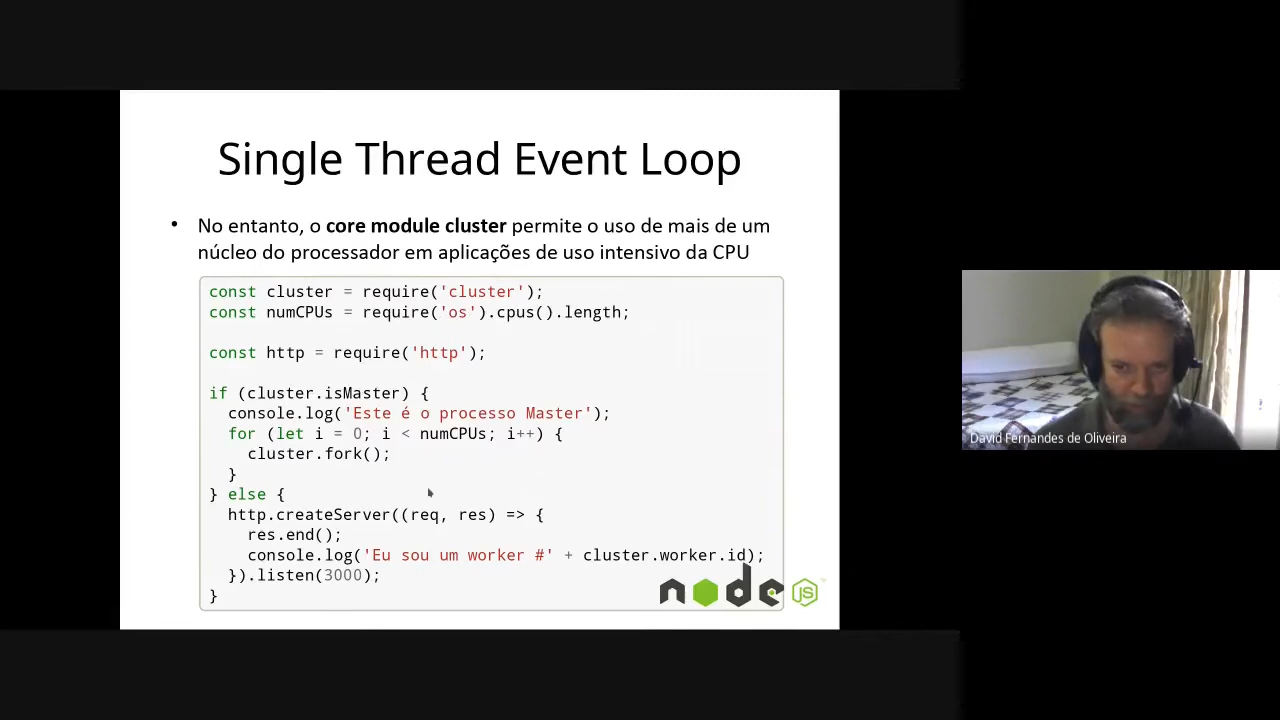 Single Thread Event Loop
• No entanto, o core module cluster permite o uso de mais de um
núcleo do processador em aplicações de uso intensivo da CPU
const cluster = require('cluster');
const numCPUs = require('os').cpus().length;
const http = require('http');
if (cluster.isMaster) {
  console.log('Este é o processo Master');
  for (let i = 0; i < numCPUs; i++) {
    cluster.fork();
  }
} else {
  http.createServer((req, res) => {
    res.end();
    console.log('Eu sou um worker #' + cluster.worker.id);
  }).listen(3000);
}
node JS
David Fernandes de Oliveira